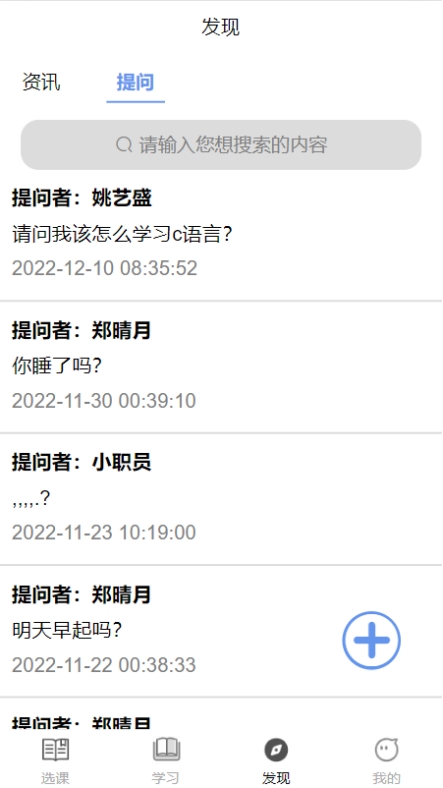 发现
资讯
提问
请输入您想搜索的内容
提问者：姚艺盛
请问我该怎么学习c语言?
2022-12-10 08:35:52
提问者：郑晴月
你睡了吗?
2022-11-30 00:39:10
提问者：小职员
,,,,.?
2022-11-23 10:19:00
提问者：郑晴月
明天早起吗?
2022-11-22 00:38:33
提问者：郑晴月
选课
学习
发现
我的